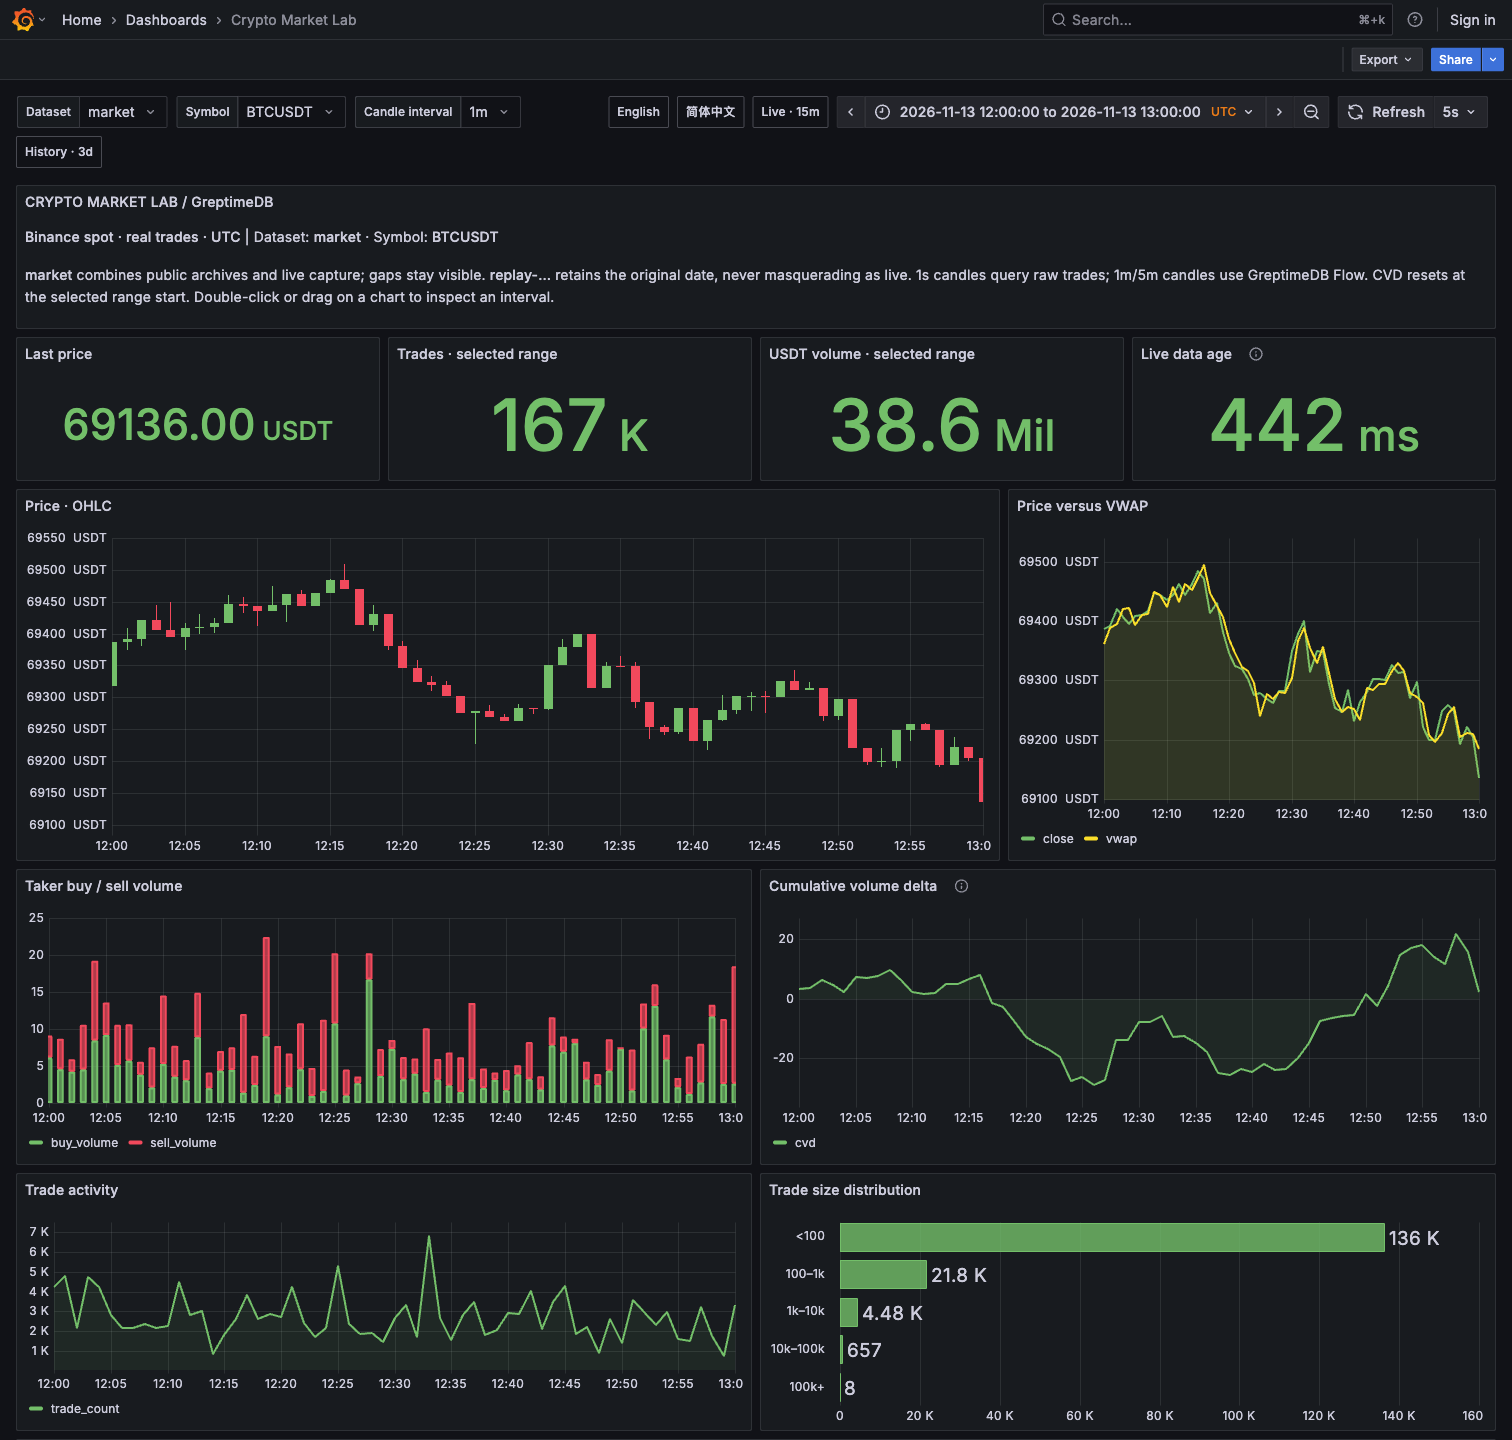 Home › Dashboards › Crypto Market Lab
Search... ⌘+k
Sign in
Export
Share
Dataset market
Symbol BTCUSDT
Candle interval 1m
English
简体中文
Live · 15m
2026-11-13 12:00:00 to 2026-11-13 13:00:00 UTC
Refresh 5s
History · 3d
CRYPTO MARKET LAB / GreptimeDB
Binance spot · real trades · UTC | Dataset: market · Symbol: BTCUSDT
market combines public archives and live capture; gaps stay visible. replay-... retains the original date, never masquerading as live. 1s candles query raw trades; 1m/5m candles use GreptimeDB Flow. CVD resets at
the selected range start. Double-click or drag on a chart to inspect an interval.
Last price
69136.00 USDT
Trades · selected range
167 K
USDT volume · selected range
38.6 Mil
Live data age
442 ms
Price · OHLC
69550 USDT
69500 USDT
69450 USDT
69400 USDT
69350 USDT
69300 USDT
69250 USDT
69200 USDT
69150 USDT
69100 USDT
12:00 12:05 12:10 12:15 12:20 12:25 12:30 12:35 12:40 12:45 12:50 12:55 13:0
Price versus VWAP
69500 USDT
69400 USDT
69300 USDT
69200 USDT
69100 USDT
12:00 12:10 12:20 12:30 12:40 12:50 13:0
close vwap
Taker buy / sell volume
25
20
15
10
5
0
12:00 12:05 12:10 12:15 12:20 12:25 12:30 12:35 12:40 12:45 12:50 12:55 13:0
buy_volume sell_volume
Cumulative volume delta
20
0
-20
12:00 12:05 12:10 12:15 12:20 12:25 12:30 12:35 12:40 12:45 12:50 12:55 13:0
cvd
Trade activity
7 K
6 K
5 K
4 K
3 K
2 K
1 K
12:00 12:05 12:10 12:15 12:20 12:25 12:30 12:35 12:40 12:45 12:50 12:55 13:0
trade_count
Trade size distribution
<100 136 K
100–1k 21.8 K
1k–10k 4.48 K
10k–100k 657
100k+ 8
0 20 K 40 K 60 K 80 K 100 K 120 K 140 K 160